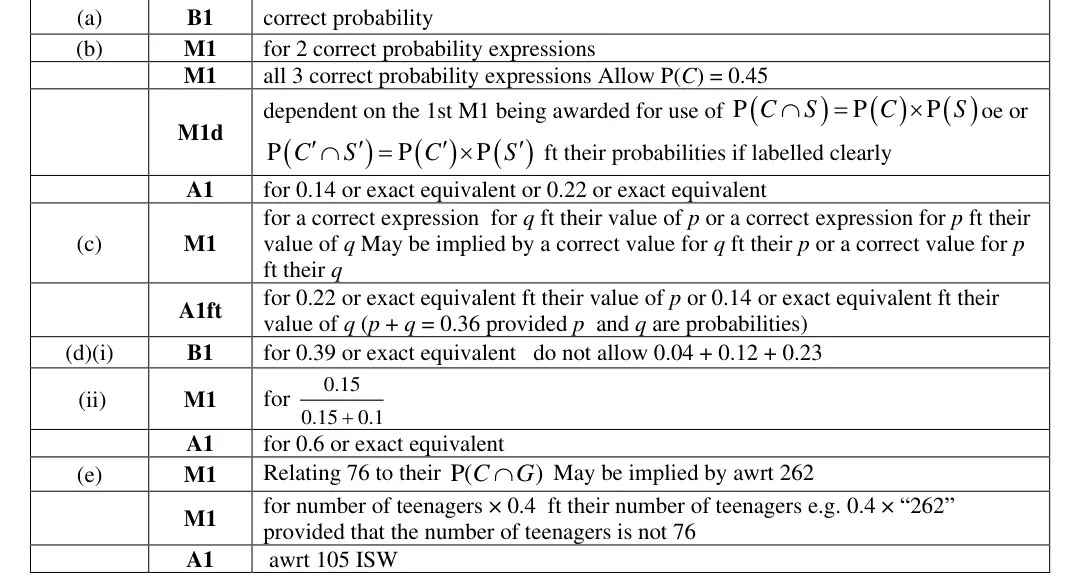 (a) B1 correct probability
(b) M1 for 2 correct probability expressions
M1 all 3 correct probability expressions Allow P(C) = 0.45
M1d dependent on the 1st M1 being awarded for use of P(C ∩ S) = P(C) × P(S) oe or
P(C′ ∩ S′) = P(C′) × P(S′) ft their probabilities if labelled clearly
A1 for 0.14 or exact equivalent or 0.22 or exact equivalent
(c) M1 for a correct expression for q ft their value of p or a correct expression for p ft their
value of q May be implied by a correct value for q ft their p or a correct value for p
ft their q
A1ft for 0.22 or exact equivalent ft their value of p or 0.14 or exact equivalent ft their
value of q (p + q = 0.36 provided p and q are probabilities)
(d)(i) B1 for 0.39 or exact equivalent do not allow 0.04 + 0.12 + 0.23
(ii) M1 for 0.15 / 0.15 + 0.1
A1 for 0.6 or exact equivalent
(e) M1 Relating 76 to their P(C ∩ G) May be implied by awrt 262
M1 for number of teenagers × 0.4 ft their number of teenagers e.g. 0.4 × “262”
provided that the number of teenagers is not 76
A1 awrt 105 ISW